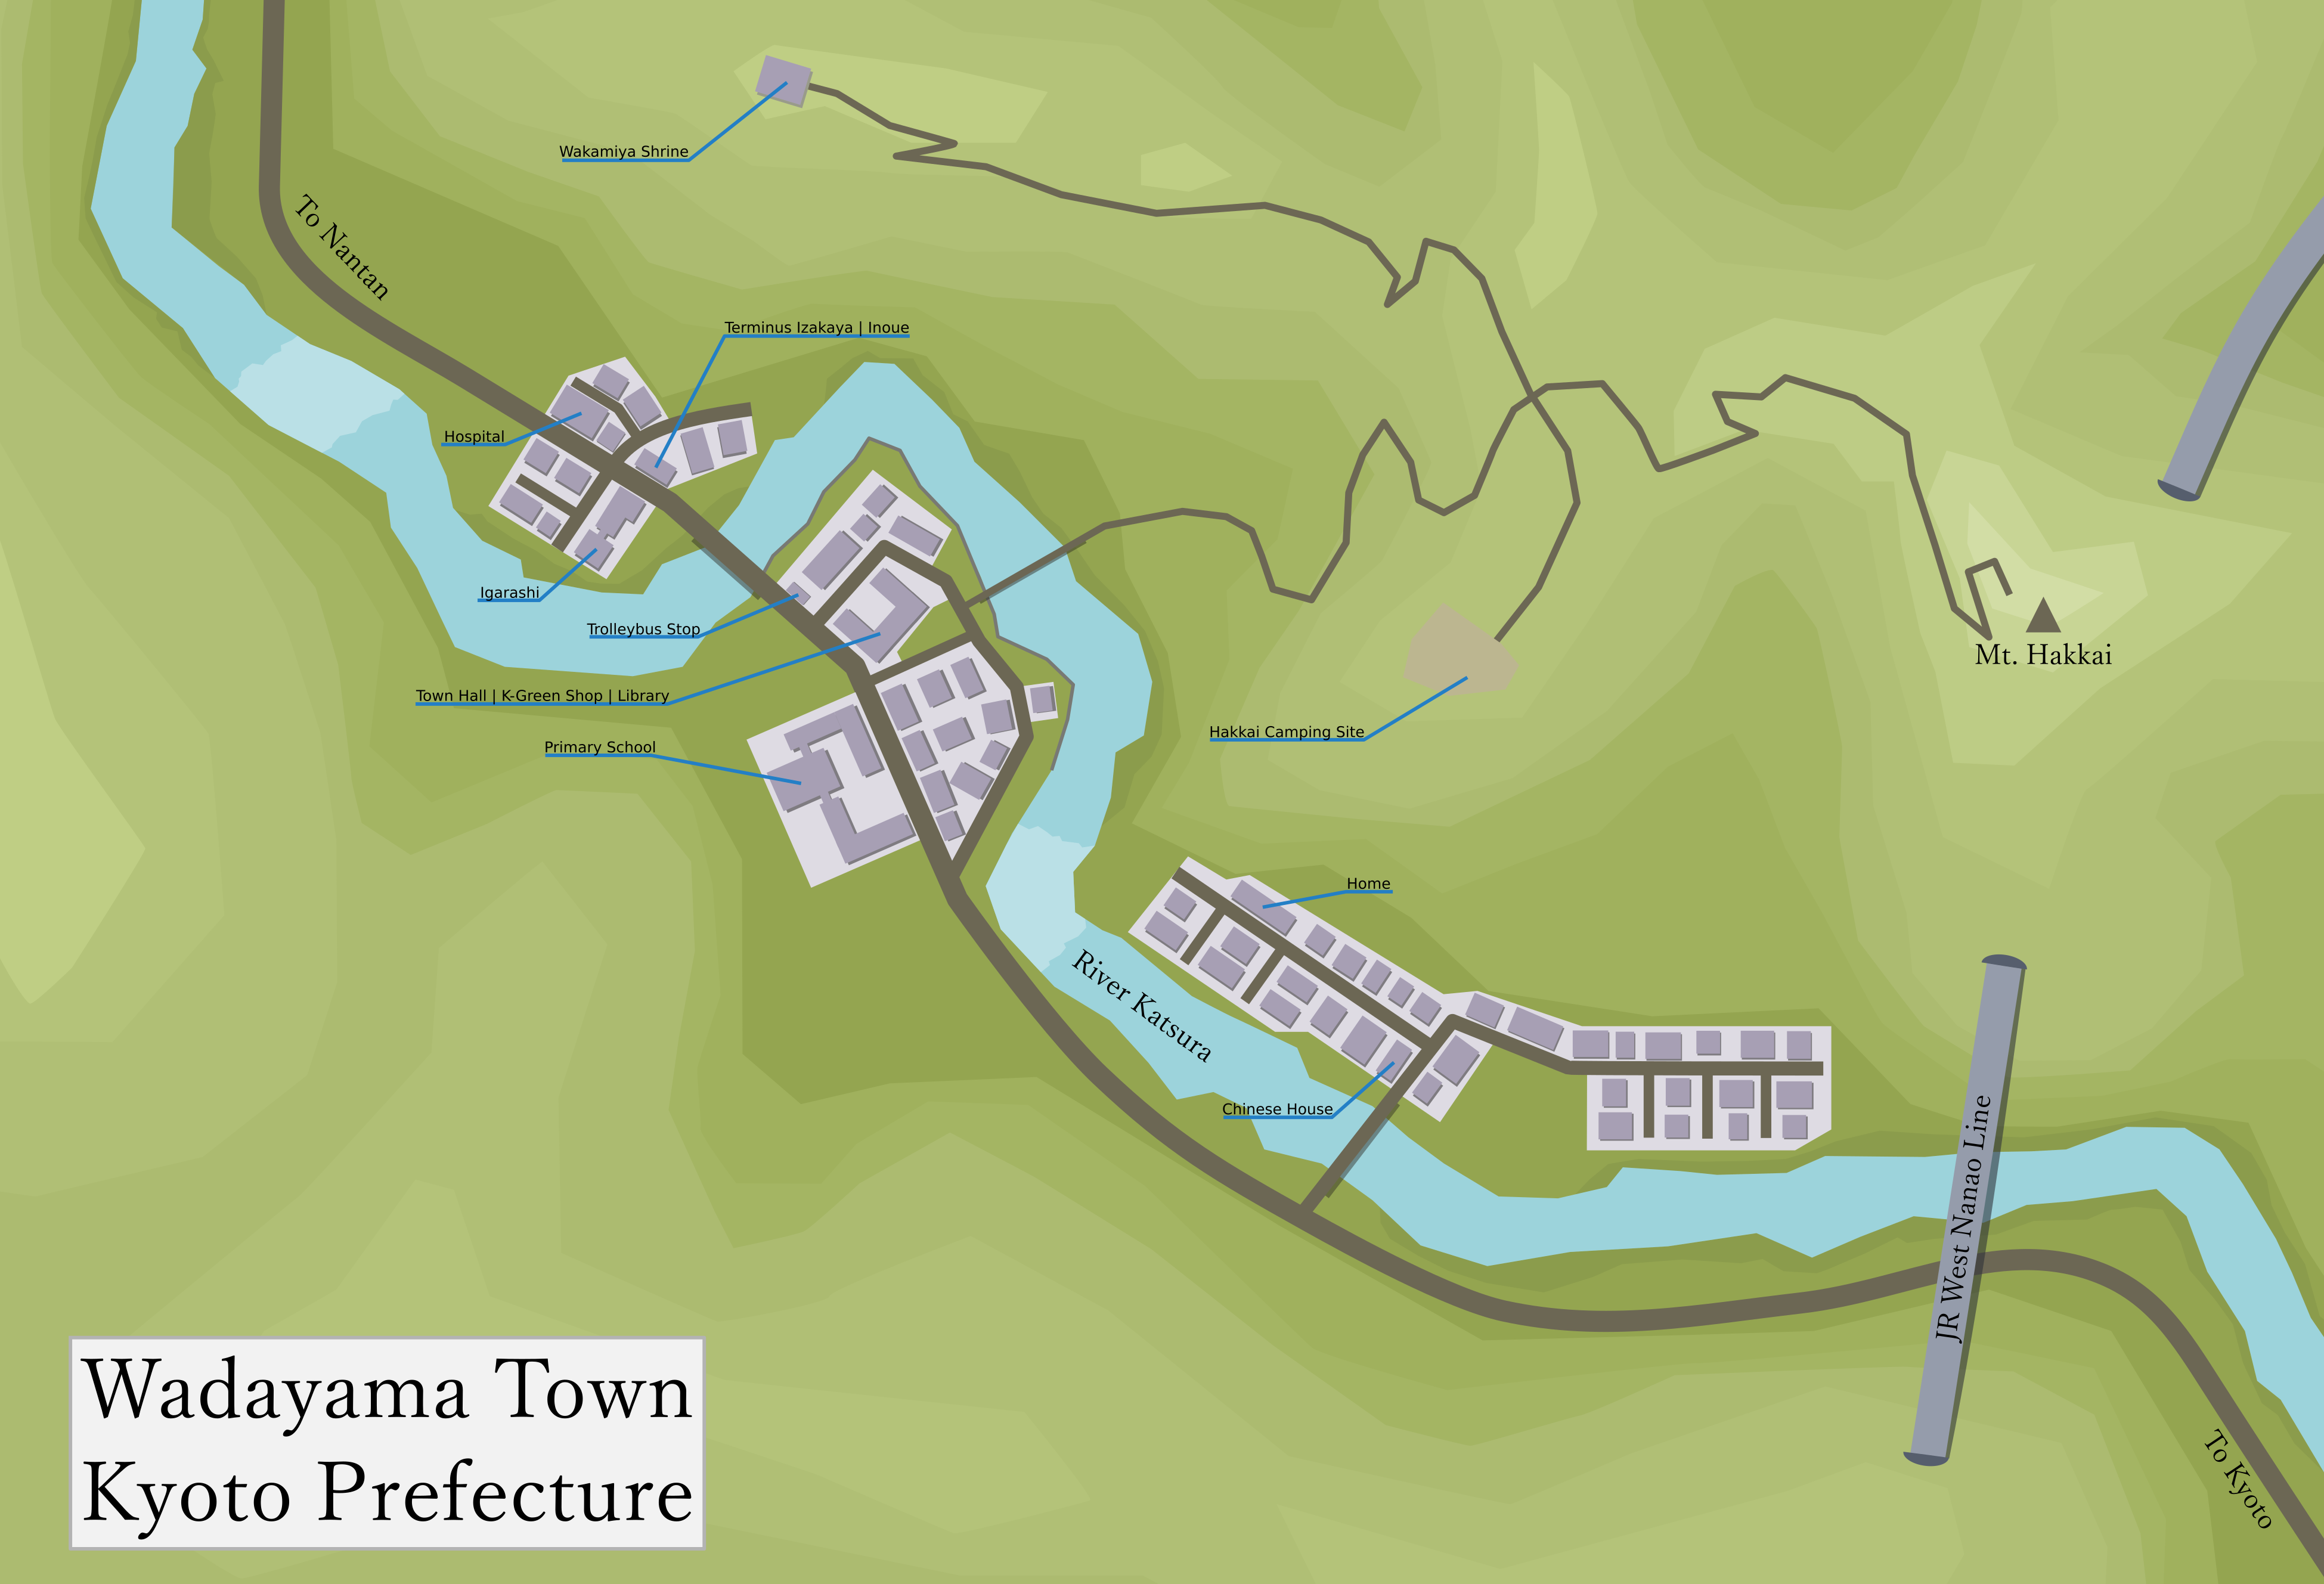 Wakamiya Shrine
To Nantan
Terminus Izakaya | Inoue
Hospital
Igarashi
Trolleybus Stop
Town Hall | K-Green Shop | Library
Primary School
Mt. Hakkai
Hakkai Camping Site
Home
River Katsura
Chinese House
JR West Nanao Line
To Kyoto
Wadayama Town
Kyoto Prefecture